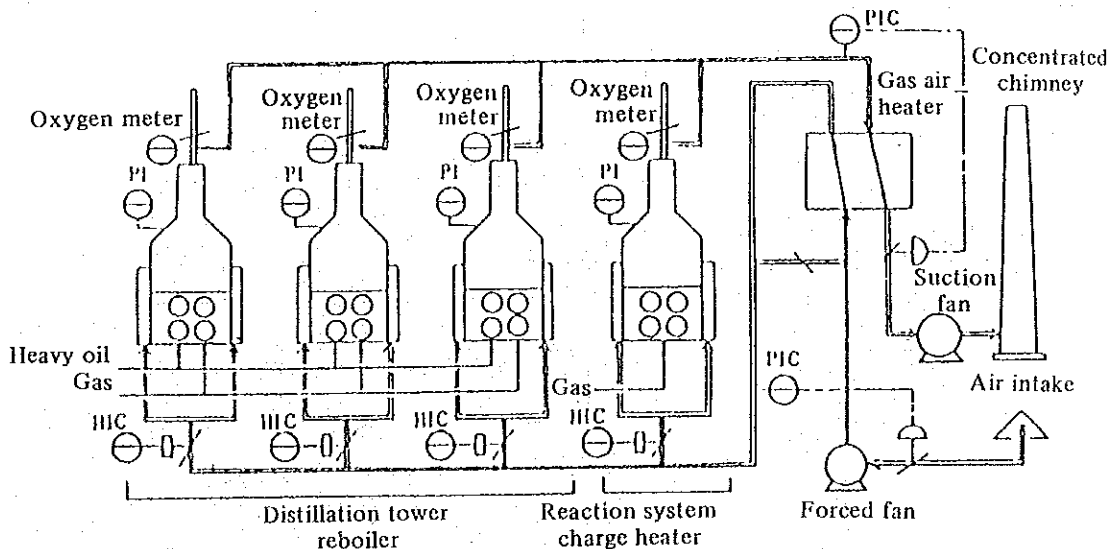 PIC
Concentrated
chimney
Gas air
heater
Oxygen meter
Oxygen
meter
Oxygen
meter
Oxygen
meter
PI
PI
PI
PI
Suction
fan
Heavy oil
Gas
Gas
PIC
Air intake
HIC
HIC
HIC
HIC
Distillation tower
reboiler
Reaction system
charge heater
Forced fan